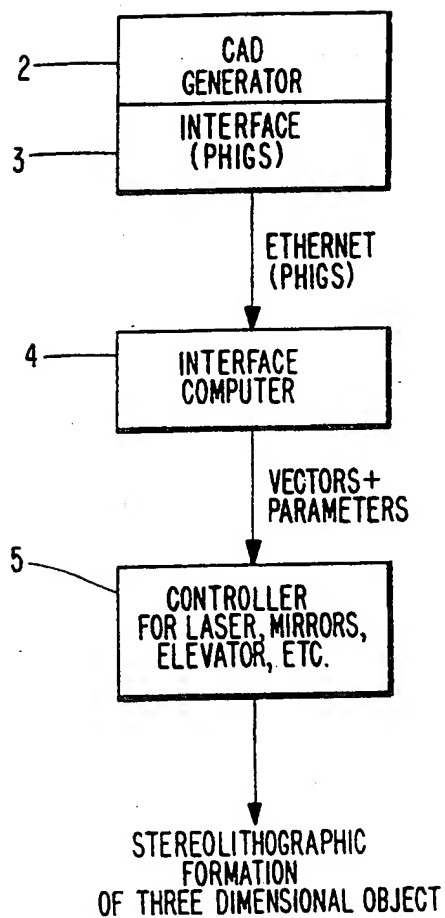 2
CAD
GENERATOR
3
INTERFACE
(PHIGS)
ETHERNET
(PHIGS)
4
INTERFACE
COMPUTER
VECTORS+
PARAMETERS
5
CONTROLLER
FOR LASER, MIRRORS,
ELEVATOR, ETC.
STEREOLITHOGRAPHIC
FORMATION
OF THREE DIMENSIONAL OBJECT